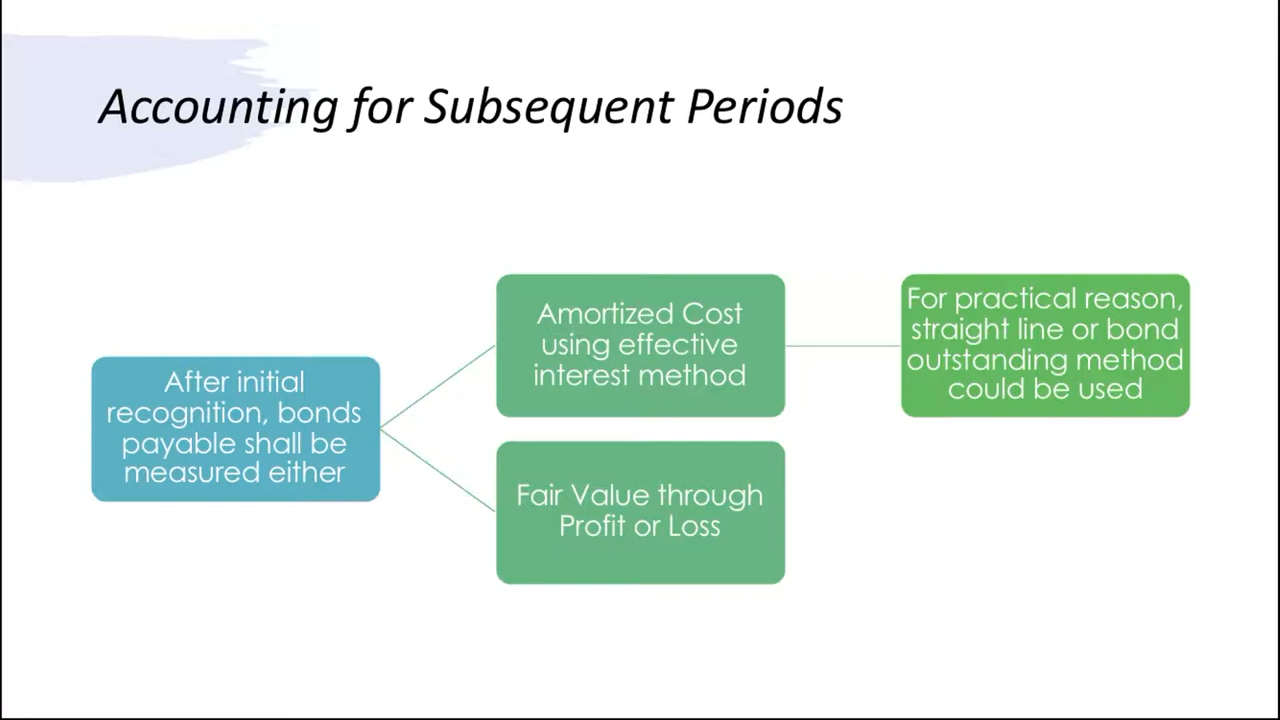 Accounting for Subsequent Periods
After initial
recognition, bonds
payable shall be
measured either
Amortized Cost
using effective
interest method
For practical reason,
straight line or bond
outstanding method
could be used
Fair Value through
Profit or Loss